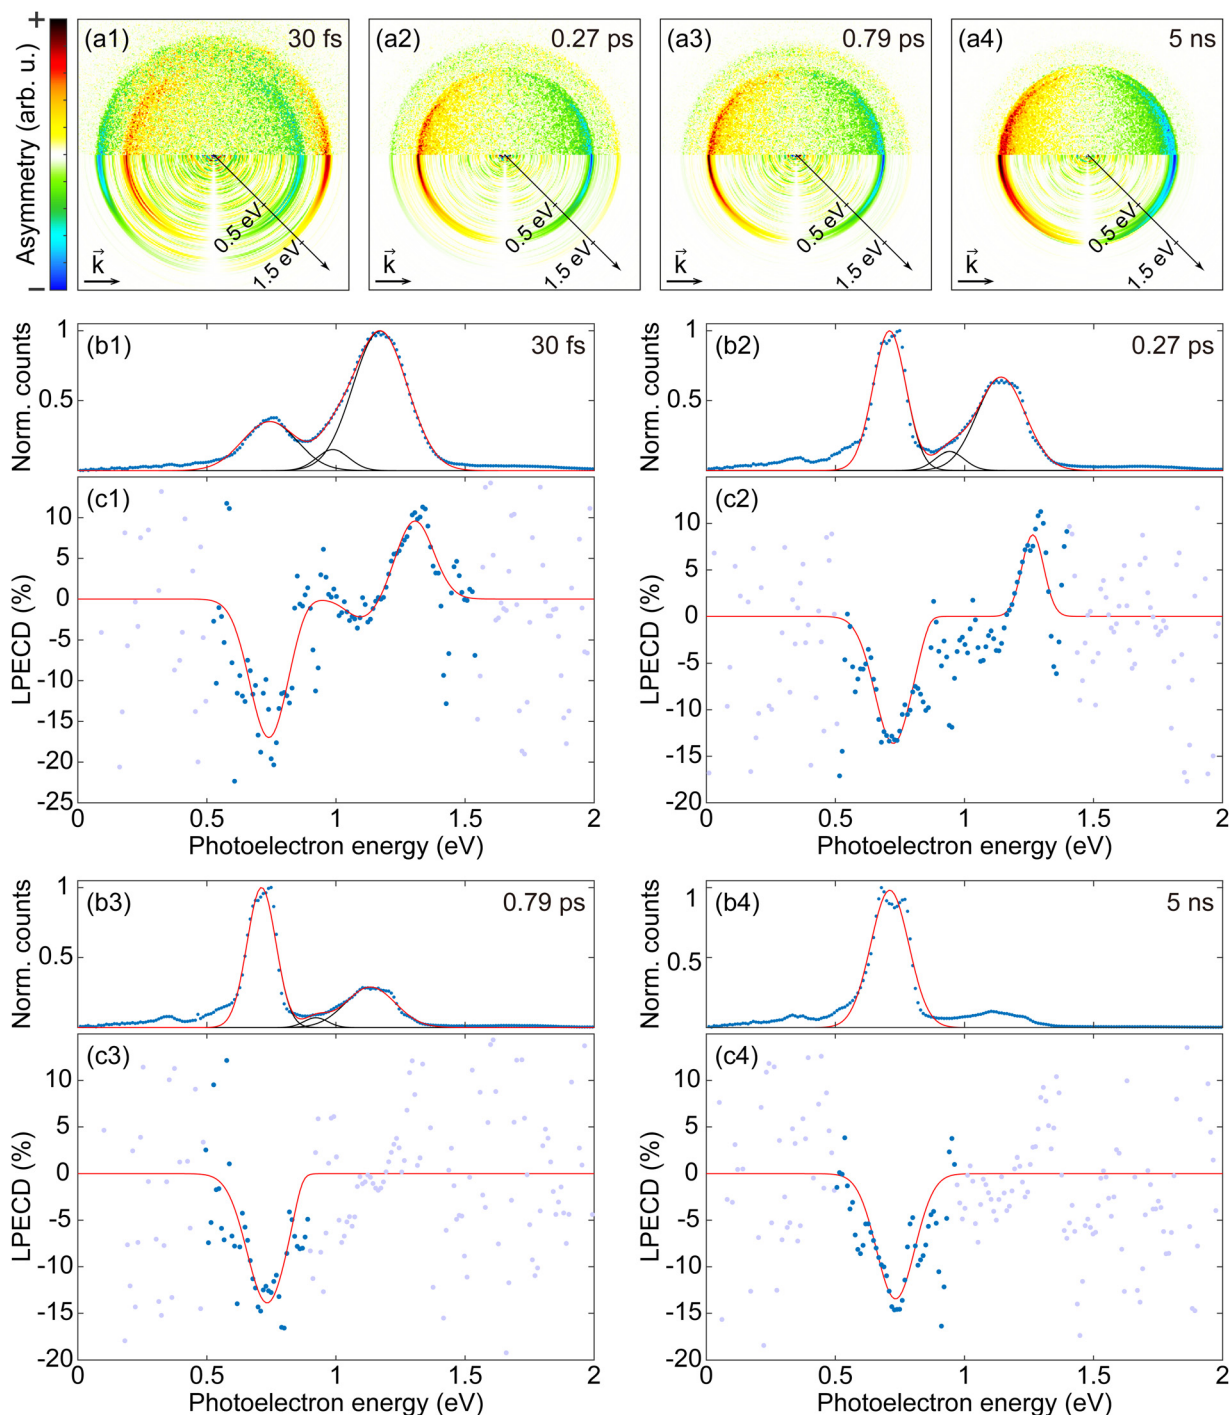 +
Asymmetry (arb. u.)
−
(a1) 30 fs
0.5 eV
1.5 eV
k
(a2) 0.27 ps
0.5 eV
1.5 eV
k
(a3) 0.79 ps
0.5 eV
1.5 eV
k
(a4) 5 ns
0.5 eV
1.5 eV
k
Norm. counts
1
0.5
(b1) 30 fs
LPECD (%)
10
5
0
-5
-10
-15
-20
-25
(c1)
0 0.5 1 1.5 2
Photoelectron energy (eV)
Norm. counts
1
0.5
(b2) 0.27 ps
LPECD (%)
10
5
0
-5
-10
-15
-20
(c2)
0 0.5 1 1.5 2
Photoelectron energy (eV)
Norm. counts
1
0.5
(b3) 0.79 ps
LPECD (%)
10
5
0
-5
-10
-15
-20
(c3)
0 0.5 1 1.5 2
Photoelectron energy (eV)
Norm. counts
1
0.5
(b4) 5 ns
LPECD (%)
10
5
0
-5
-10
-15
-20
(c4)
0 0.5 1 1.5 2
Photoelectron energy (eV)